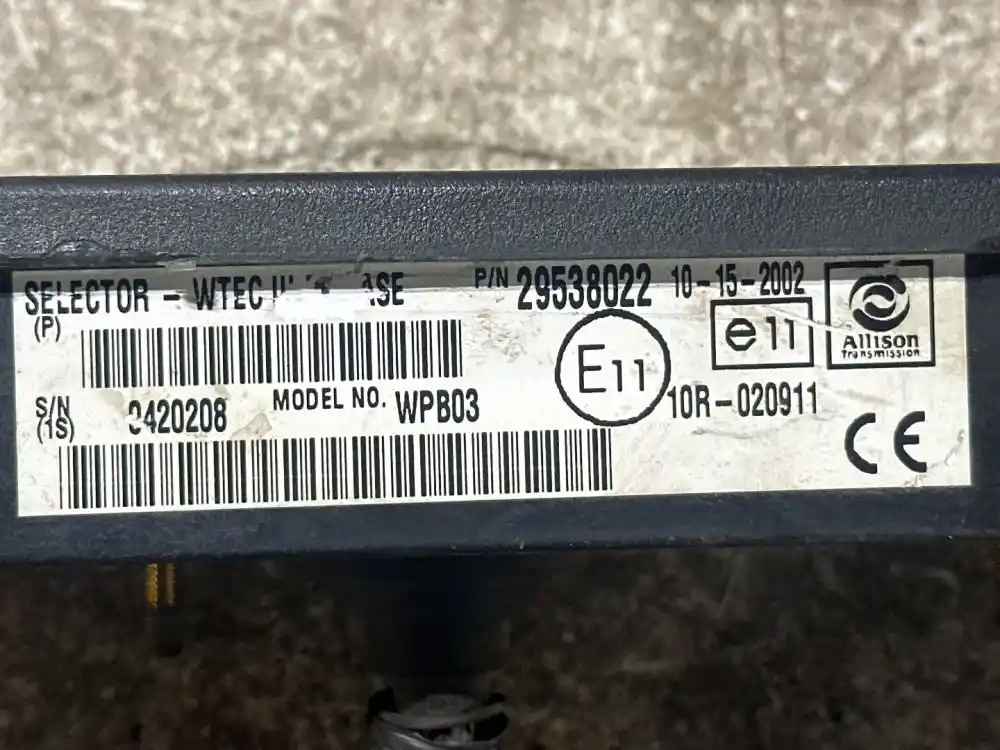 SELECTOR - WTEC P/N 29538022 10-15-2002
(P)
e11
Allison
Transmission
E11
S/N
(1S)
MODEL NO. WPB03
10R-020911
CE